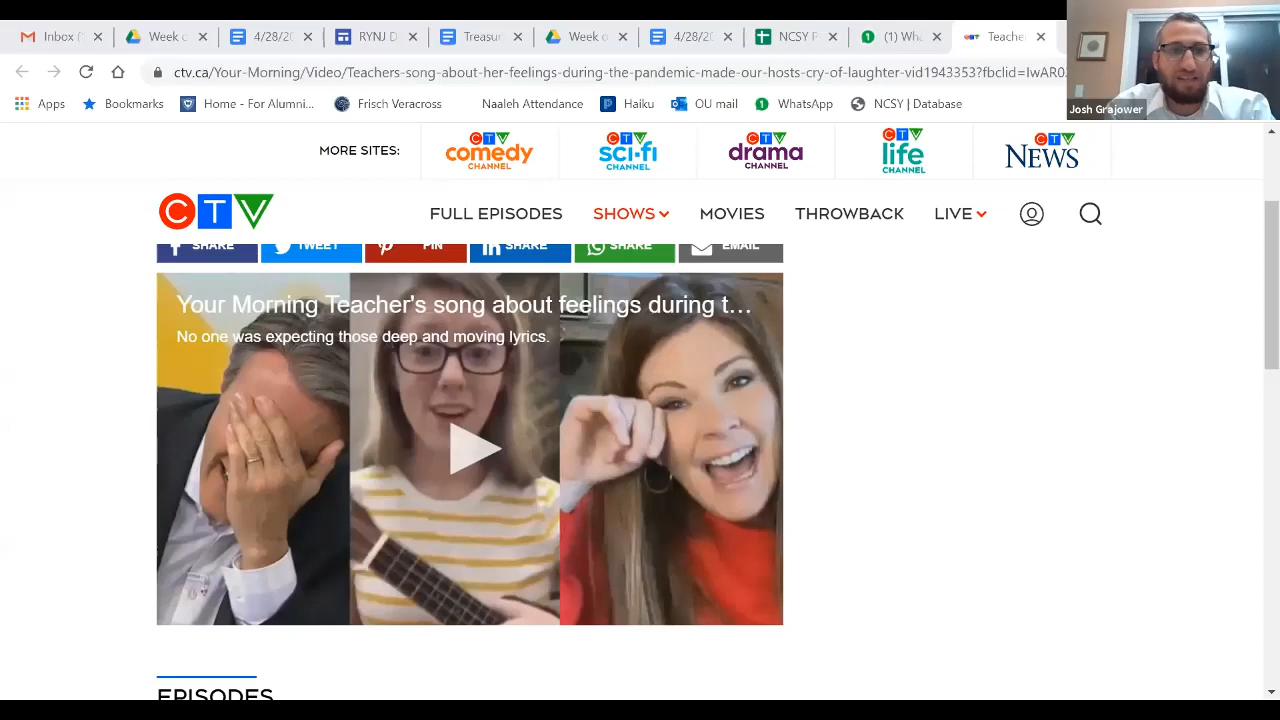 Inbox
Week
4/28/2
RYNJ D
Treasur
Week o
4/28/20
NCSY P
(1) Wha
Teache
ctv.ca/Your-Morning/Video/Teachers-song-about-her-feelings-during-the-pandemic-made-our-hosts-cry-of-laughter-vid1943353?fbclid=IwAR0
Josh Grajower
Apps
Bookmarks
Home - For Alumni...
Frisch Veracross
Naaleh Attendance
Haiku
OU mail
WhatsApp
NCSY | Database
MORE SITES:
CTV
comedy
CHANNEL
CTV
SCI-FI
CHANNEL
CTV
drama
CHANNEL
CTV
life
CHANNEL
CTV
NEWS
CTV
FULL EPISODES
SHOWS
MOVIES
THROWBACK
LIVE
SHARE
TWEET
PIN
SHARE
SHARE
EMAIL
Your Morning Teacher's song about feelings during t...
No one was expecting those deep and moving lyrics.
EPISODES